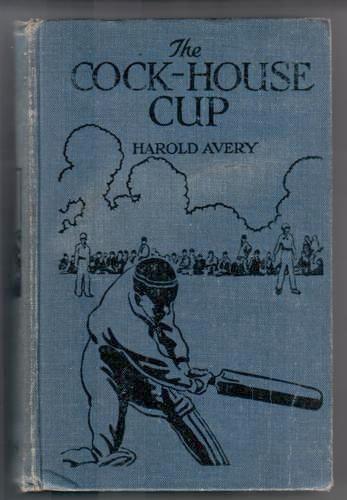 The
COCK-HOUSE
CUP
HAROLD AVERY